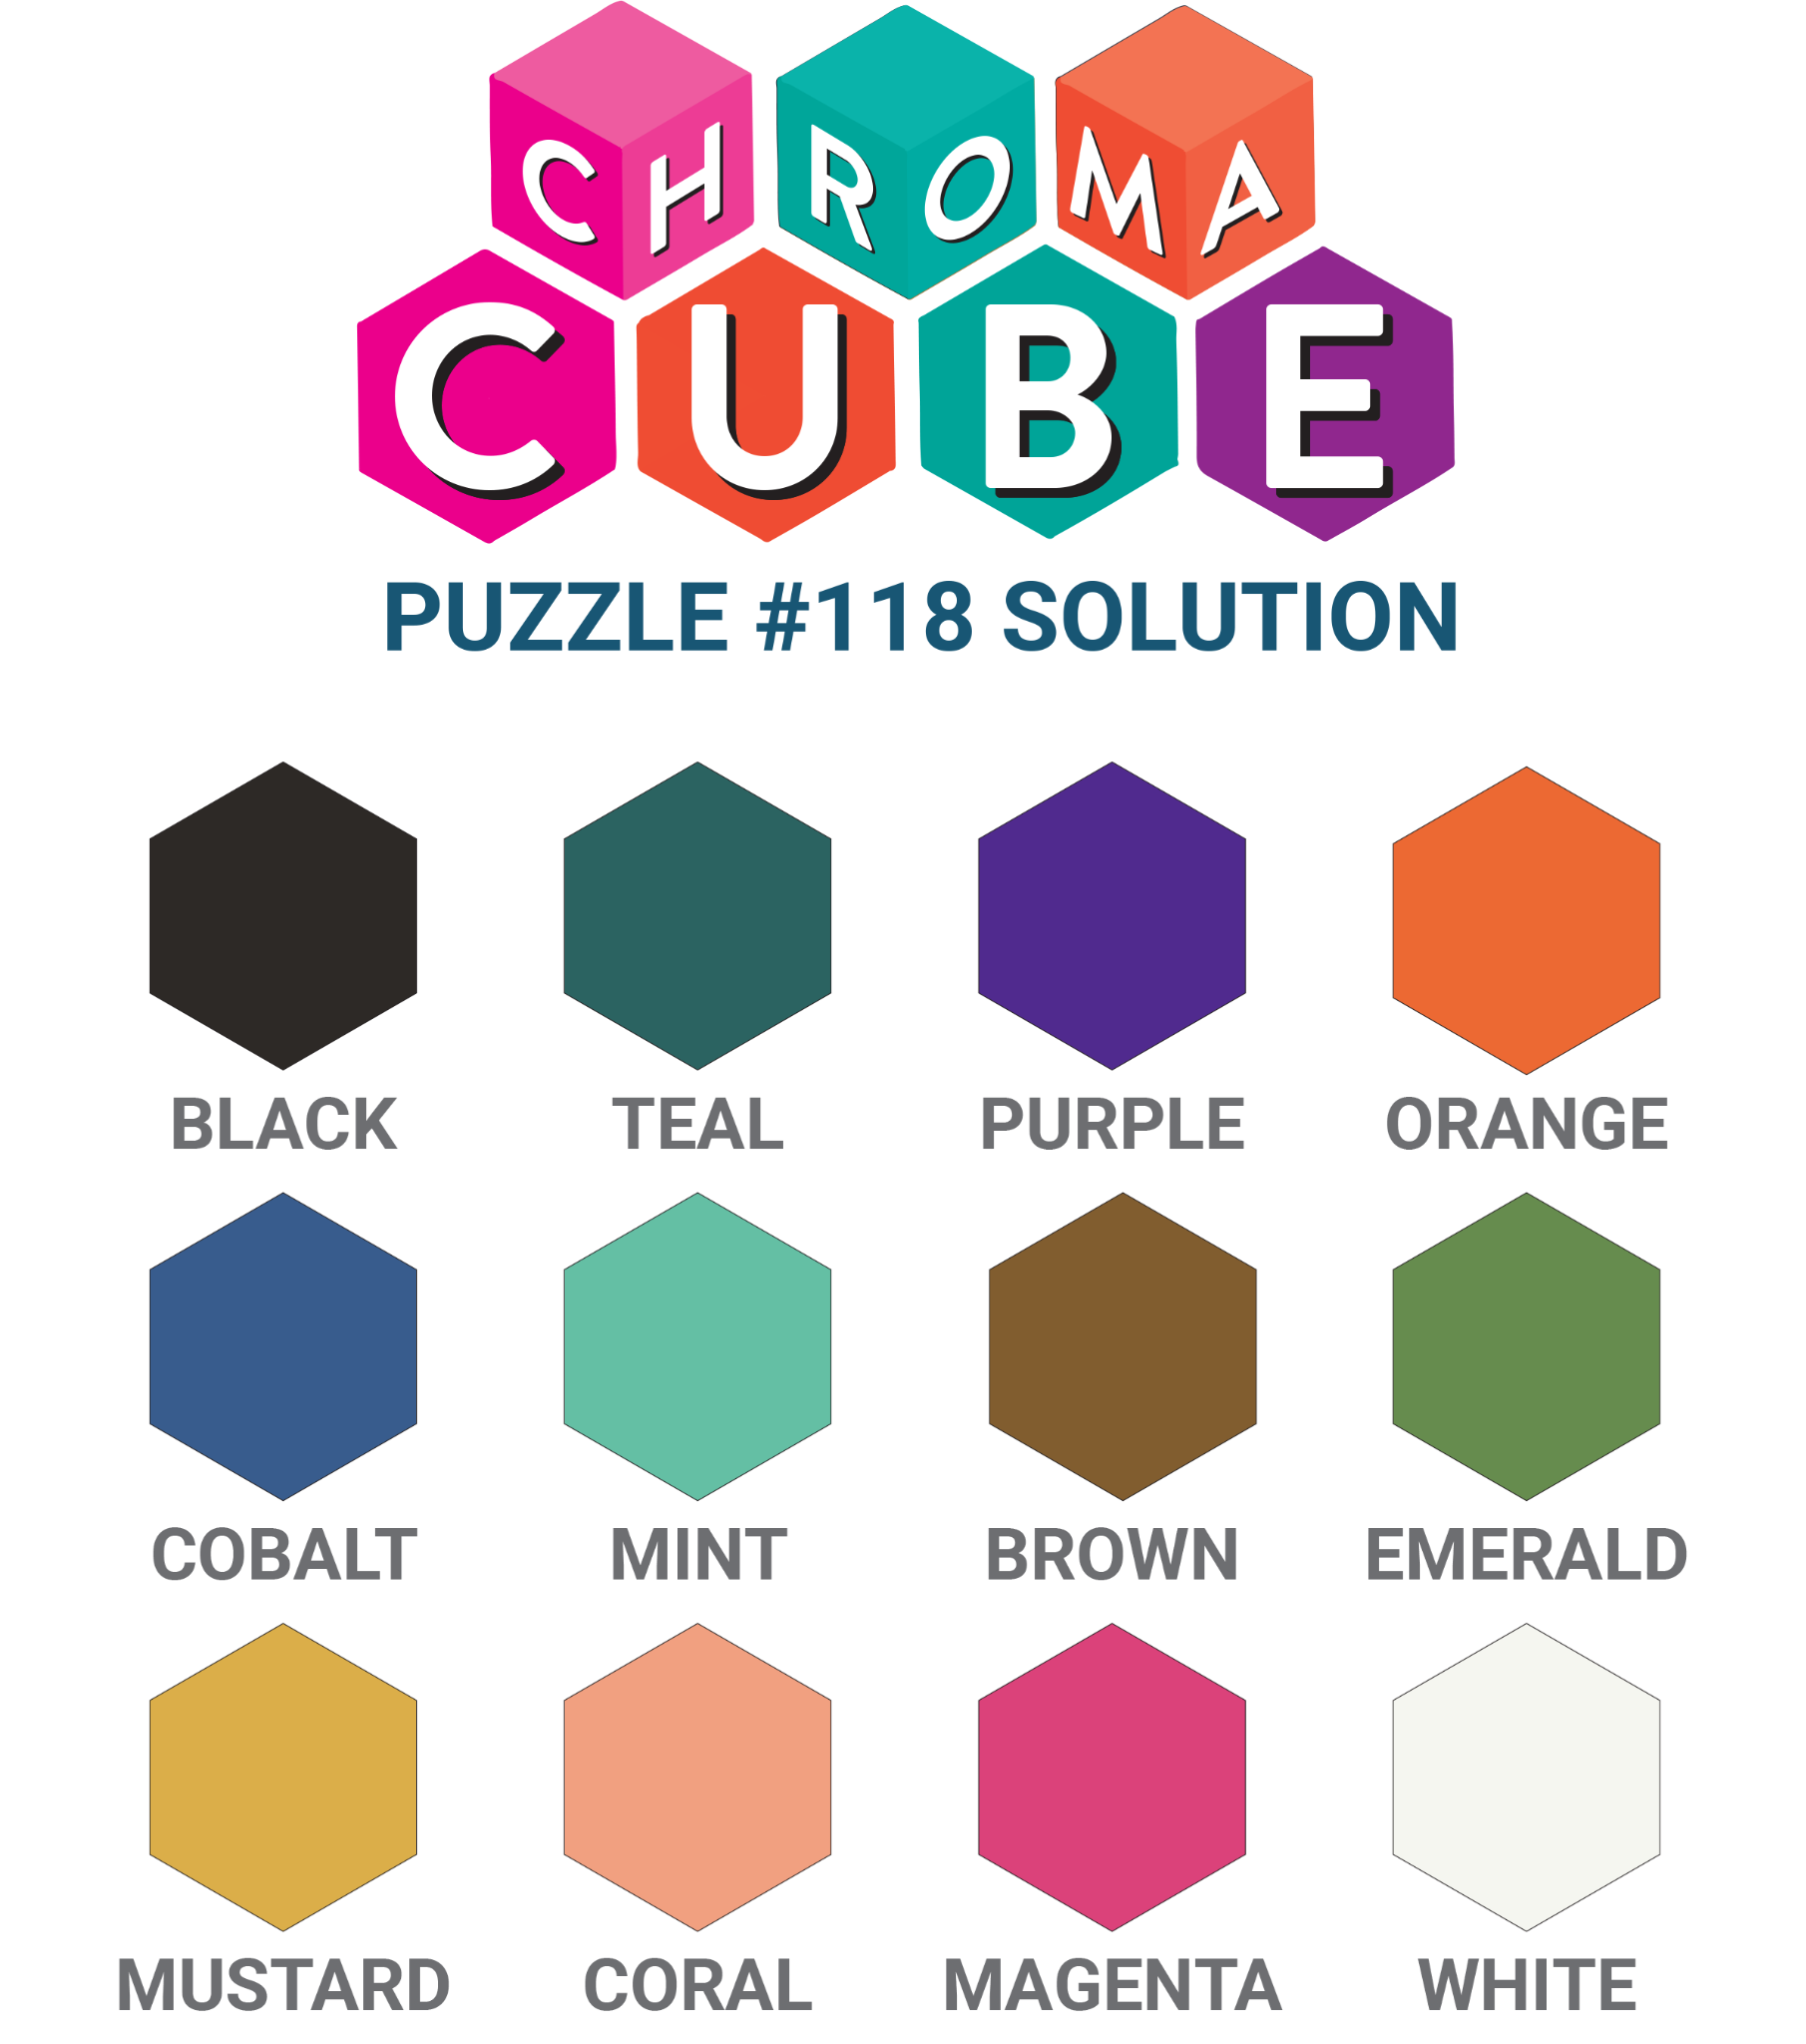 CHROMA
CUBE
PUZZLE #118 SOLUTION
BLACK TEAL PURPLE ORANGE
COBALT MINT BROWN EMERALD
MUSTARD CORAL MAGENTA WHITE